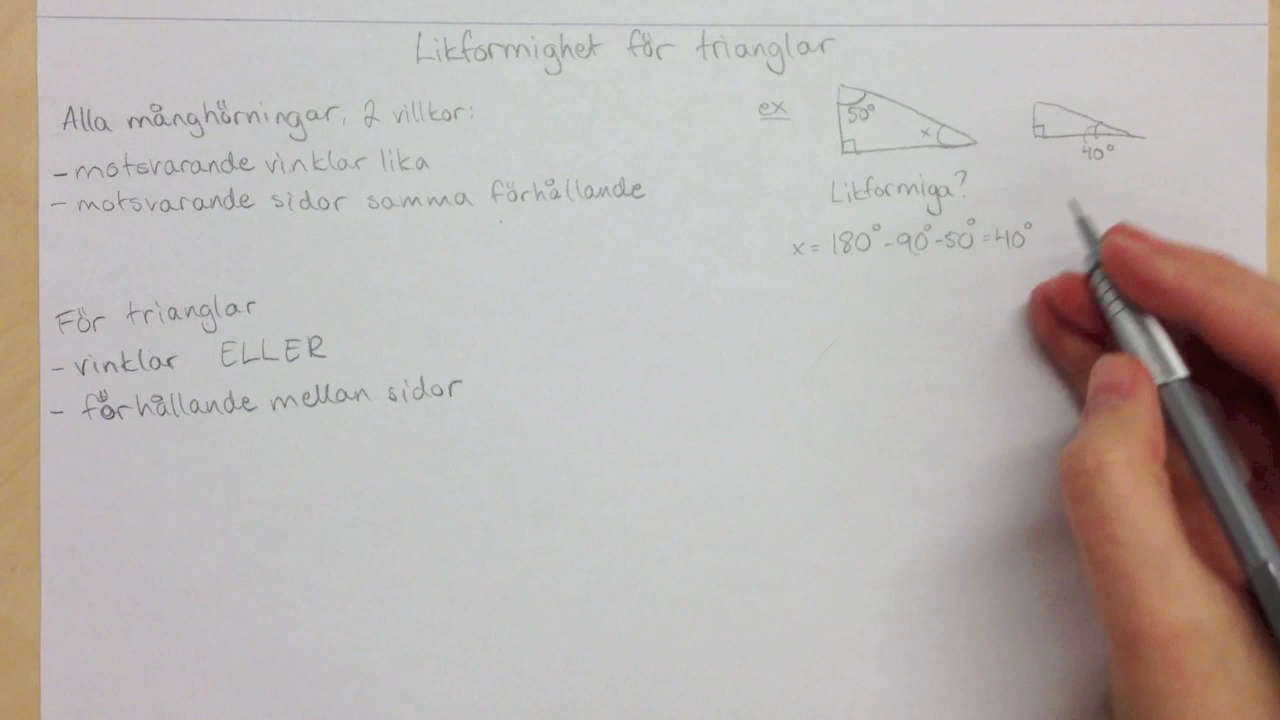 Likformighet för trianglar
Alla månghörningar, 2 villkor:
- motsvarande vinklar lika
- motsvarande sidor samma förhållande
För trianglar
- vinklar ELLER
- förhållande mellan sidor
ex
50°
x
40°
Likformiga?
x = 180° - 90° - 50° = 40°